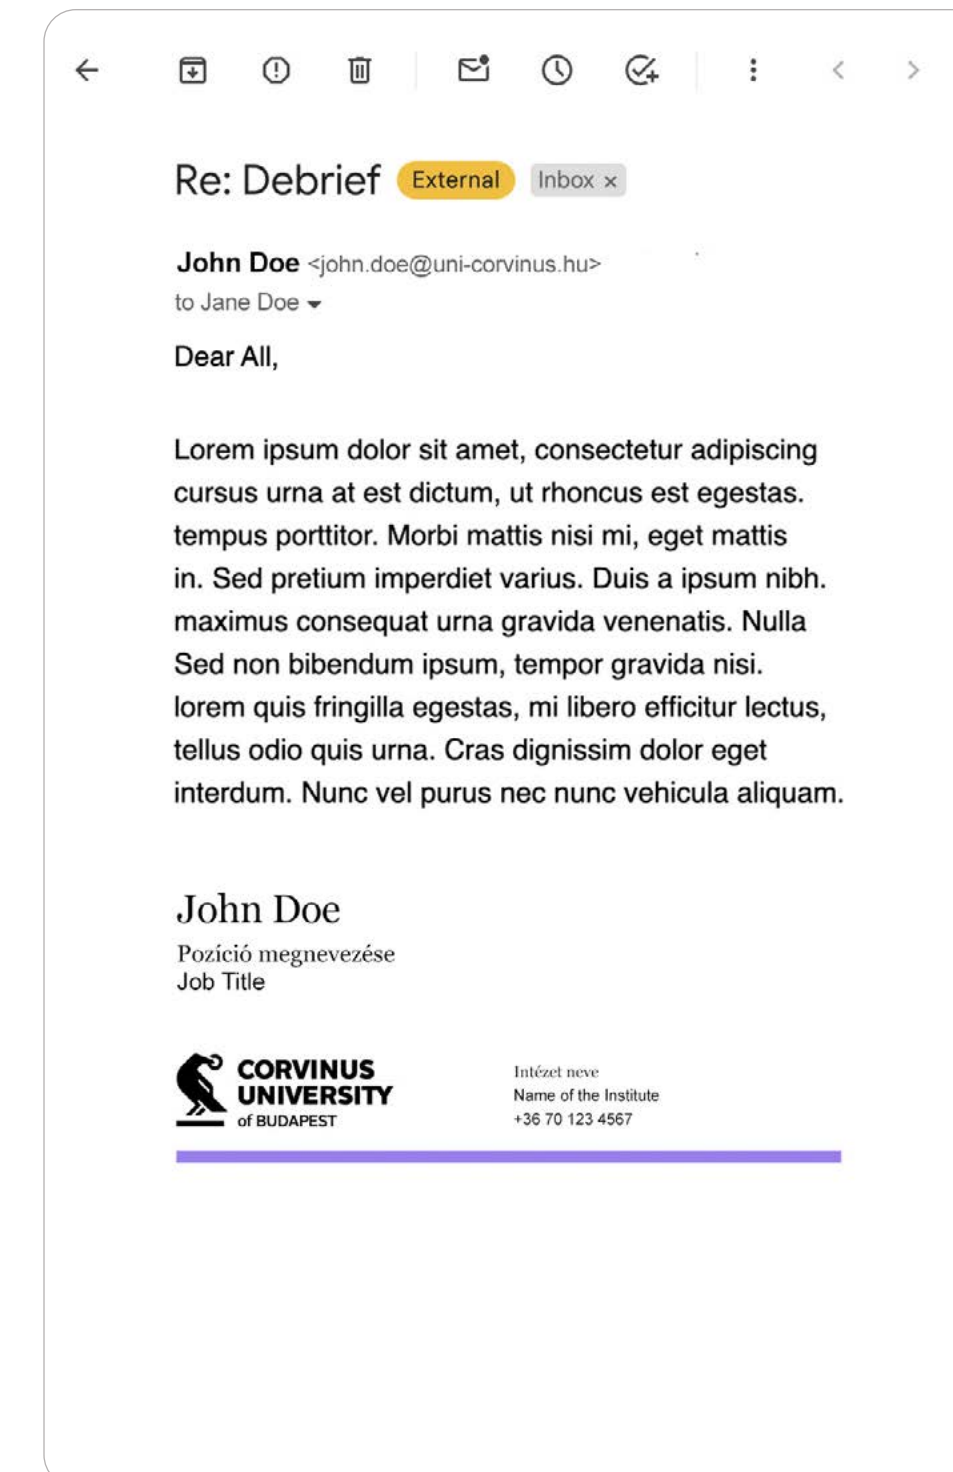 Re: Debrief External Inbox ×
John Doe <john.doe@uni-corvinus.hu>
to Jane Doe
Dear All,
Lorem ipsum dolor sit amet, consectetur adipiscing
cursus urna at est dictum, ut rhoncus est egestas.
tempus porttitor. Morbi mattis nisi mi, eget mattis
in. Sed pretium imperdiet varius. Duis a ipsum nibh.
maximus consequat urna gravida venenatis. Nulla
Sed non bibendum ipsum, tempor gravida nisi.
lorem quis fringilla egestas, mi libero efficitur lectus,
tellus odio quis urna. Cras dignissim dolor eget
interdum. Nunc vel purus nec nunc vehicula aliquam.
John Doe
Pozíció megnevezése
Job Title
CORVINUS
UNIVERSITY
of BUDAPEST
Intézet neve
Name of the Institute
+36 70 123 4567